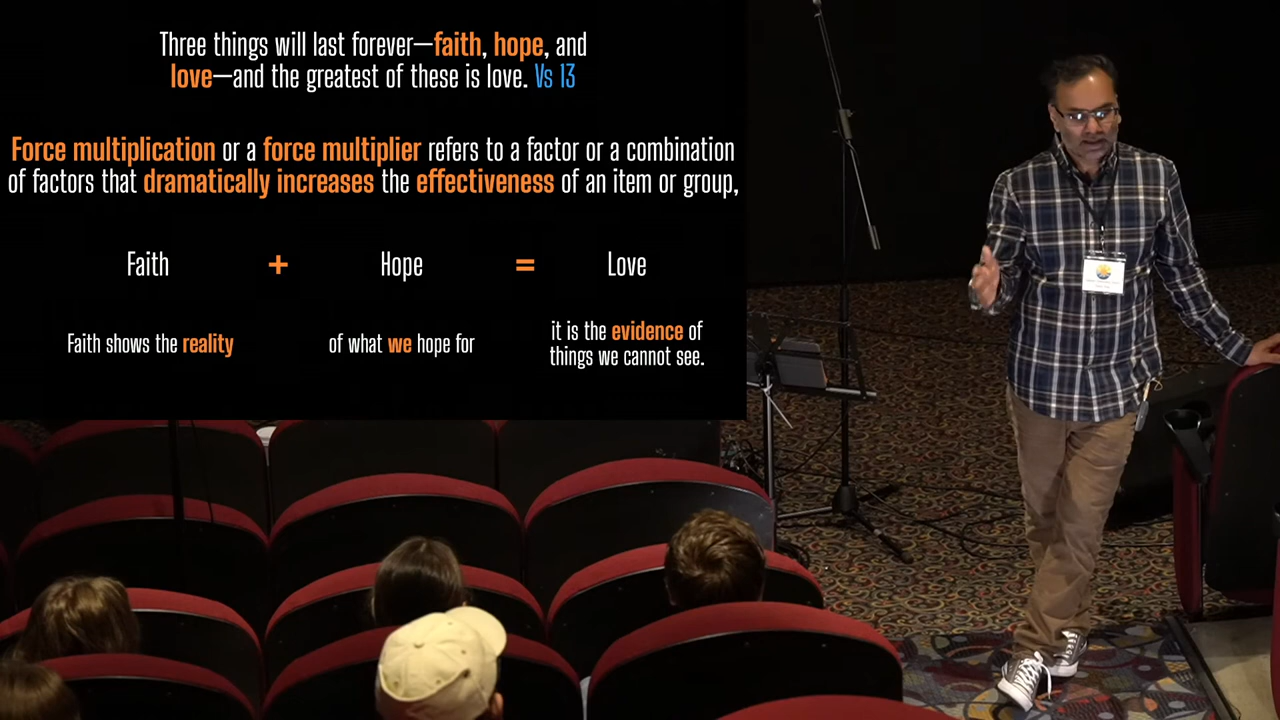 Three things will last forever—faith, hope, and
love—and the greatest of these is love. Vs 13
Force multiplication or a force multiplier refers to a factor or a combination
of factors that dramatically increases the effectiveness of an item or group,
Faith + Hope = Love
Faith shows the reality
of what we hope for
it is the evidence of
things we cannot see.